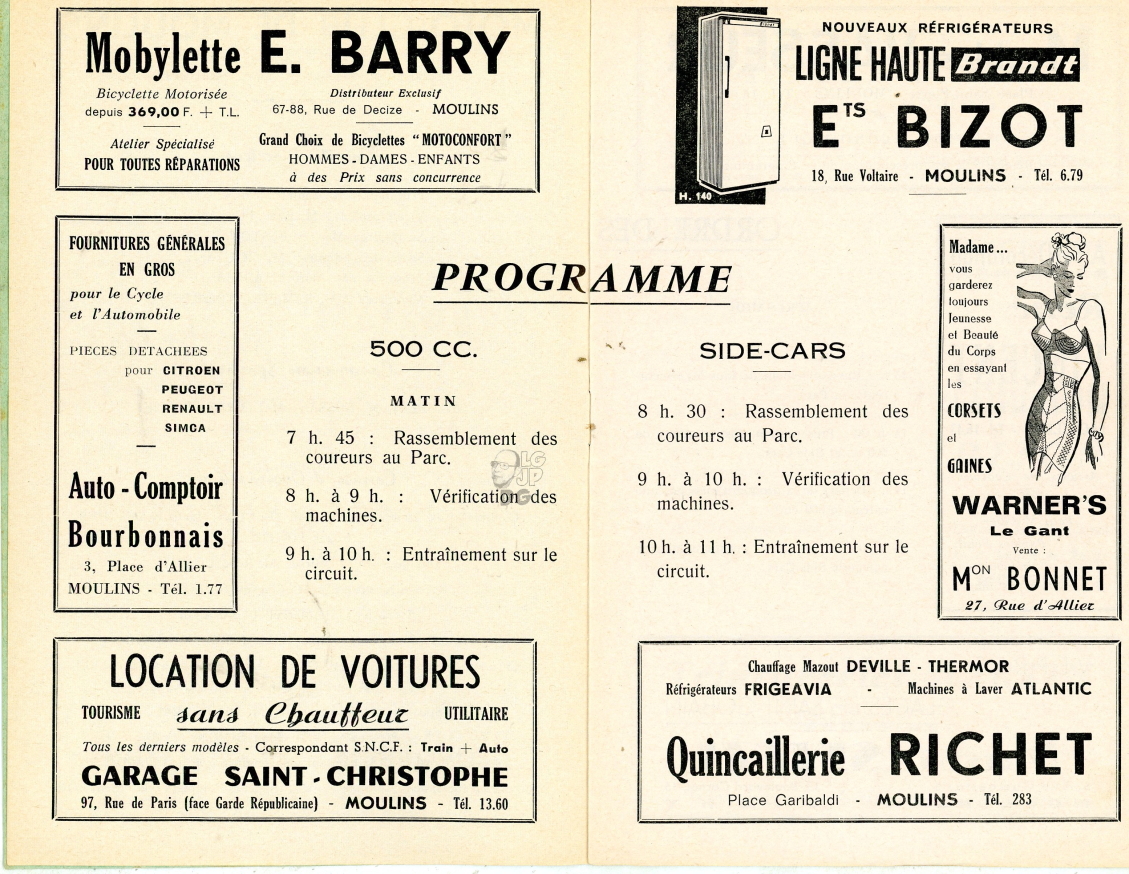 Mobylette E. BARRY
Bicyclette Motorisée
depuis 369,00 F. + T.L.
Atelier Spécialisé
POUR TOUTES RÉPARATIONS
Distributeur Exclusif
67-88, Rue de Decize - MOULINS
Grand Choix de Bicyclettes "MOTOCONFORT"
HOMMES - DAMES - ENFANTS
à des Prix sans concurrence
Brandt
H. 140
NOUVEAUX RÉFRIGÉRATEURS
LIGNE HAUTE Brandt
ETS BIZOT
18, Rue Voltaire - MOULINS - Tél. 6.79
FOURNITURES GÉNÉRALES
EN GROS
pour le Cycle
et l'Automobile
PIECES DETACHEES
pour CITROEN
PEUGEOT
RENAULT
SIMCA
Auto - Comptoir
Bourbonnais
3, Place d'Allier
MOULINS - Tél. 1.77
PROGRAMME
500 CC.
MATIN
7 h. 45 : Rassemblement des
coureurs au Parc.
8 h. à 9 h. : Vérification des
machines.
9 h. à 10 h. : Entraînement sur le
circuit.
LG
JP
SIDE-CARS
8 h. 30 : Rassemblement des
coureurs au Parc.
9 h. à 10 h. : Vérification des
machines.
10 h. à 11 h. : Entraînement sur le
circuit.
Madame...
vous
garderez
toujours
Jeunesse
et Beauté
du Corps
en essayant
les
CORSETS
et
GAINES
WARNER'S
Le Gant
Vente :
MON BONNET
27, Rue d'Allier
LOCATION DE VOITURES
TOURISME sans Chauffeur UTILITAIRE
Tous les derniers modèles - Correspondant S.N.C.F. : Train + Auto
GARAGE SAINT-CHRISTOPHE
97, Rue de Paris (face Garde Républicaine) - MOULINS - Tél. 13.60
Chauffage Mazout DEVILLE - THERMOR
Réfrigérateurs FRIGEAVIA - Machines à Laver ATLANTIC
Quincaillerie RICHET
Place Garibaldi - MOULINS - Tél. 283